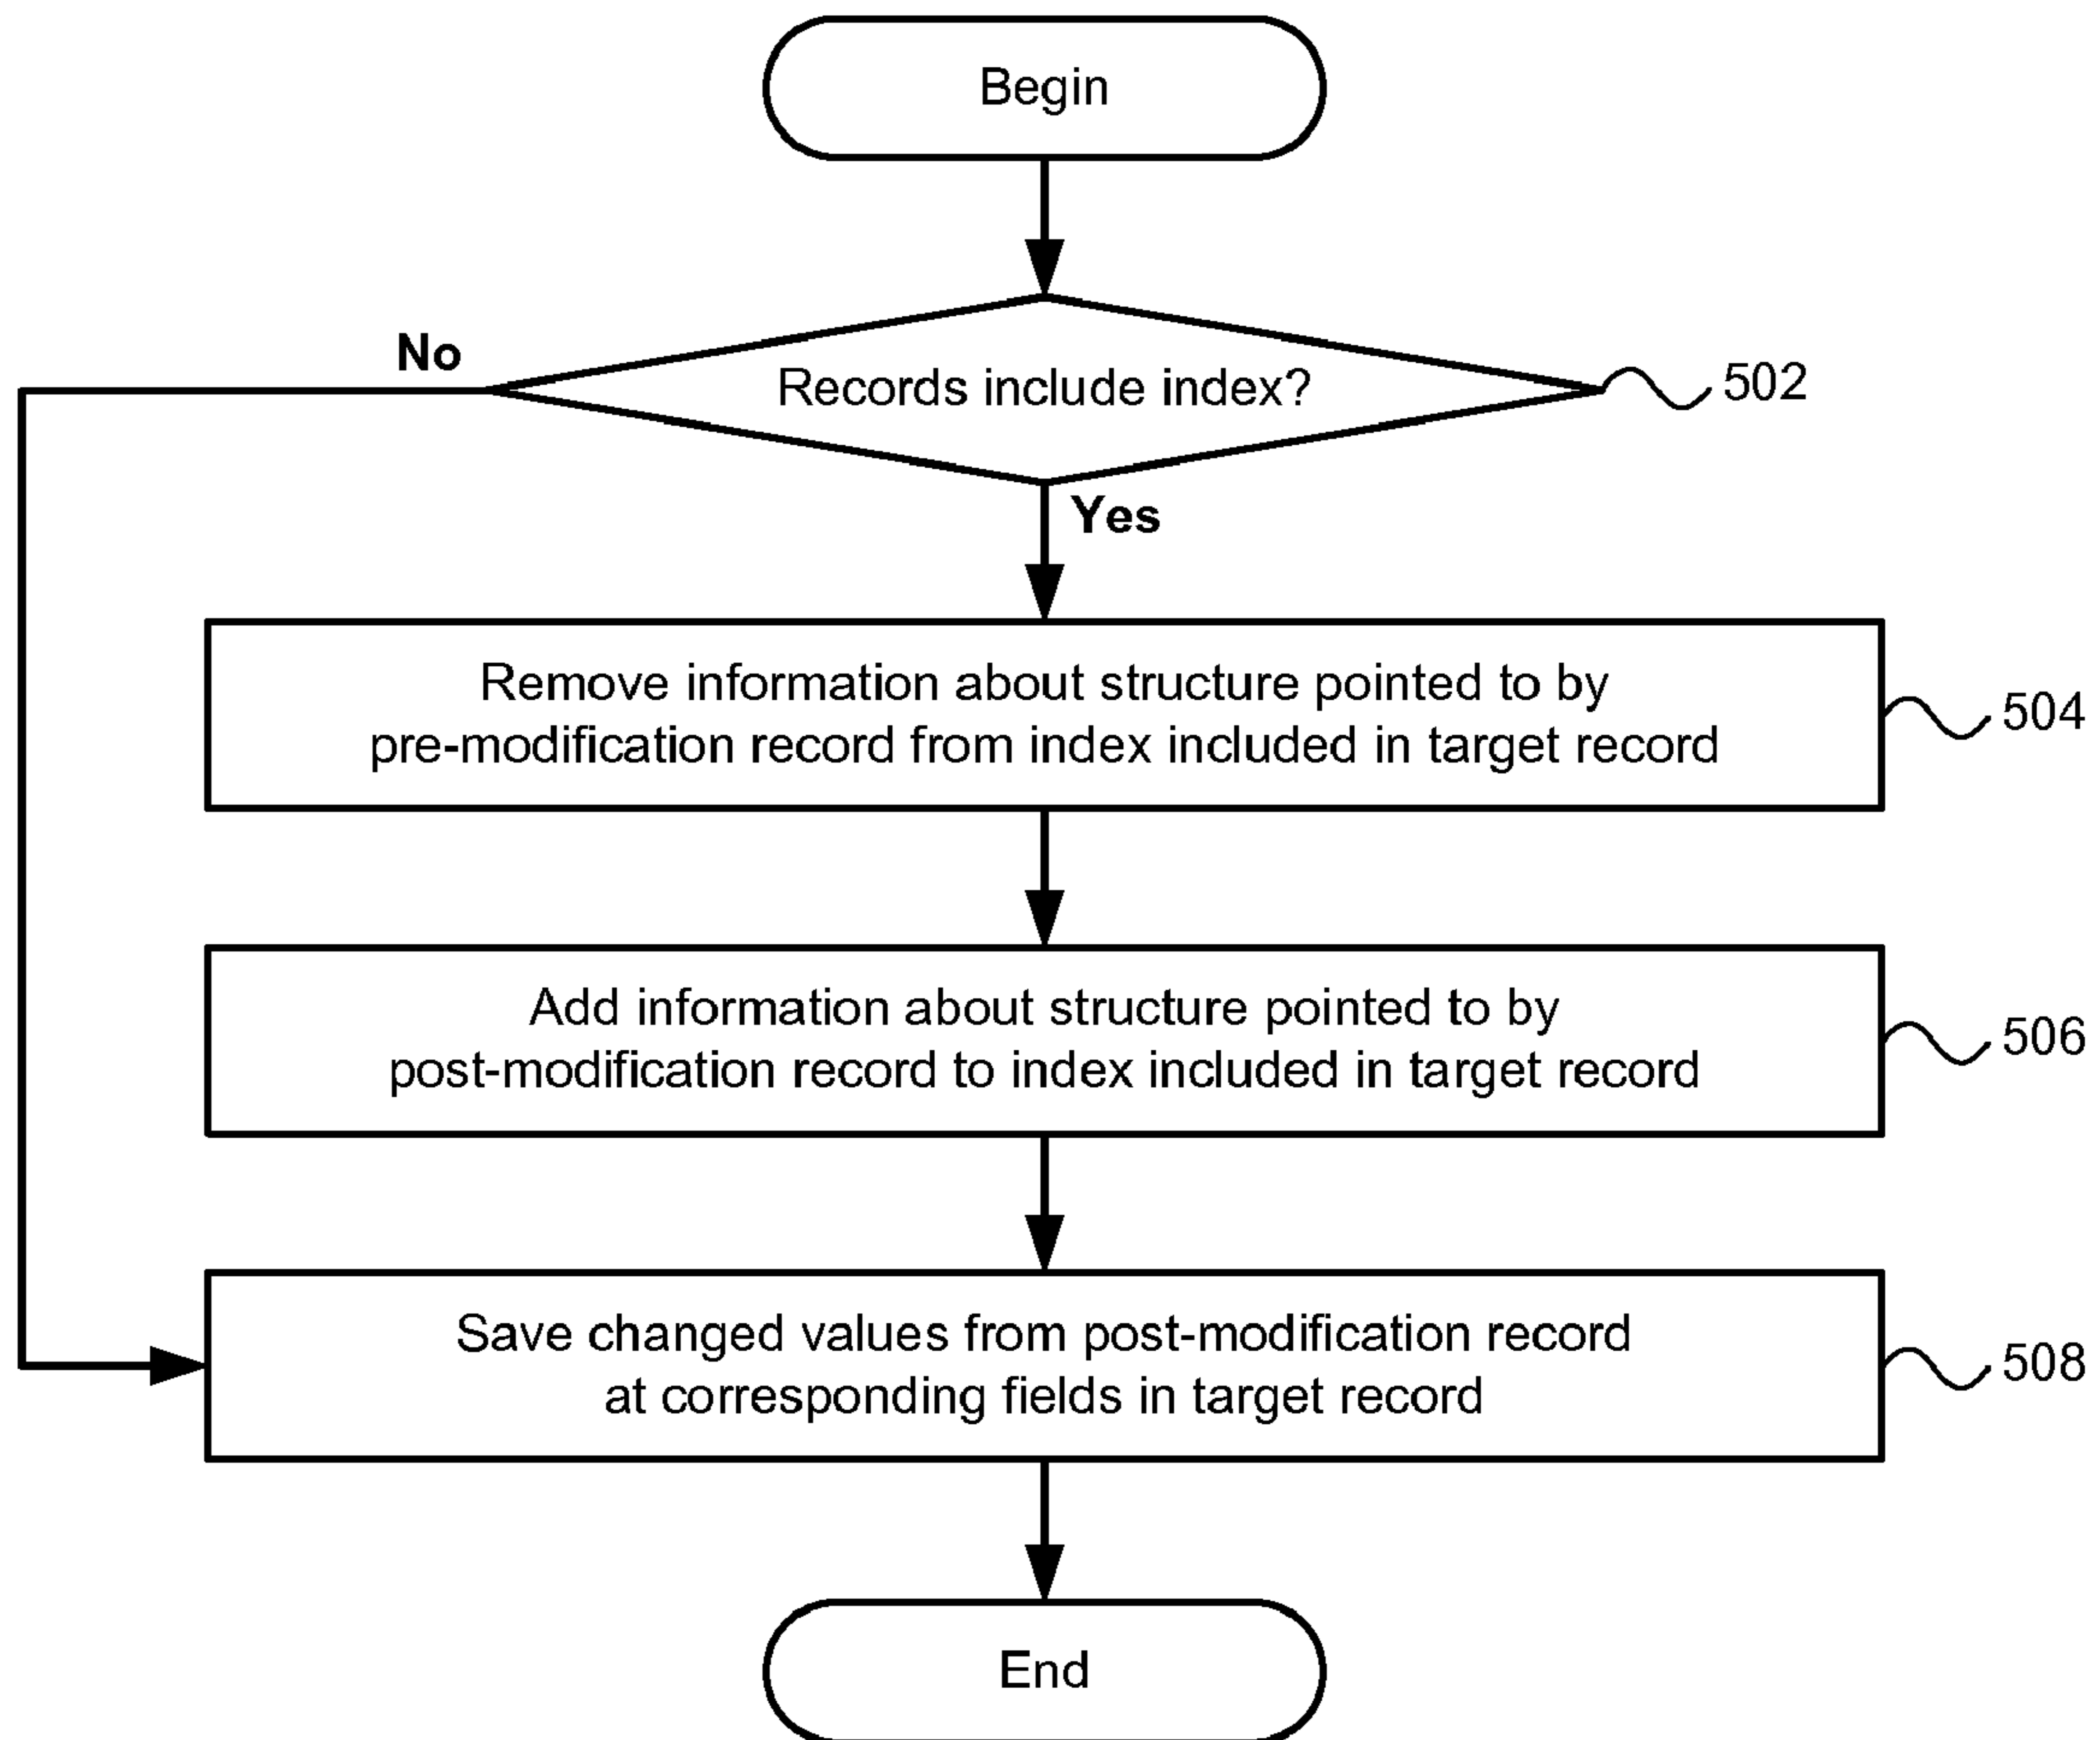 Begin
No
Records include index?
502
Yes
Remove information about structure pointed to by
pre-modification record from index included in target record
504
Add information about structure pointed to by
post-modification record to index included in target record
506
Save changed values from post-modification record
at corresponding fields in target record
508
End